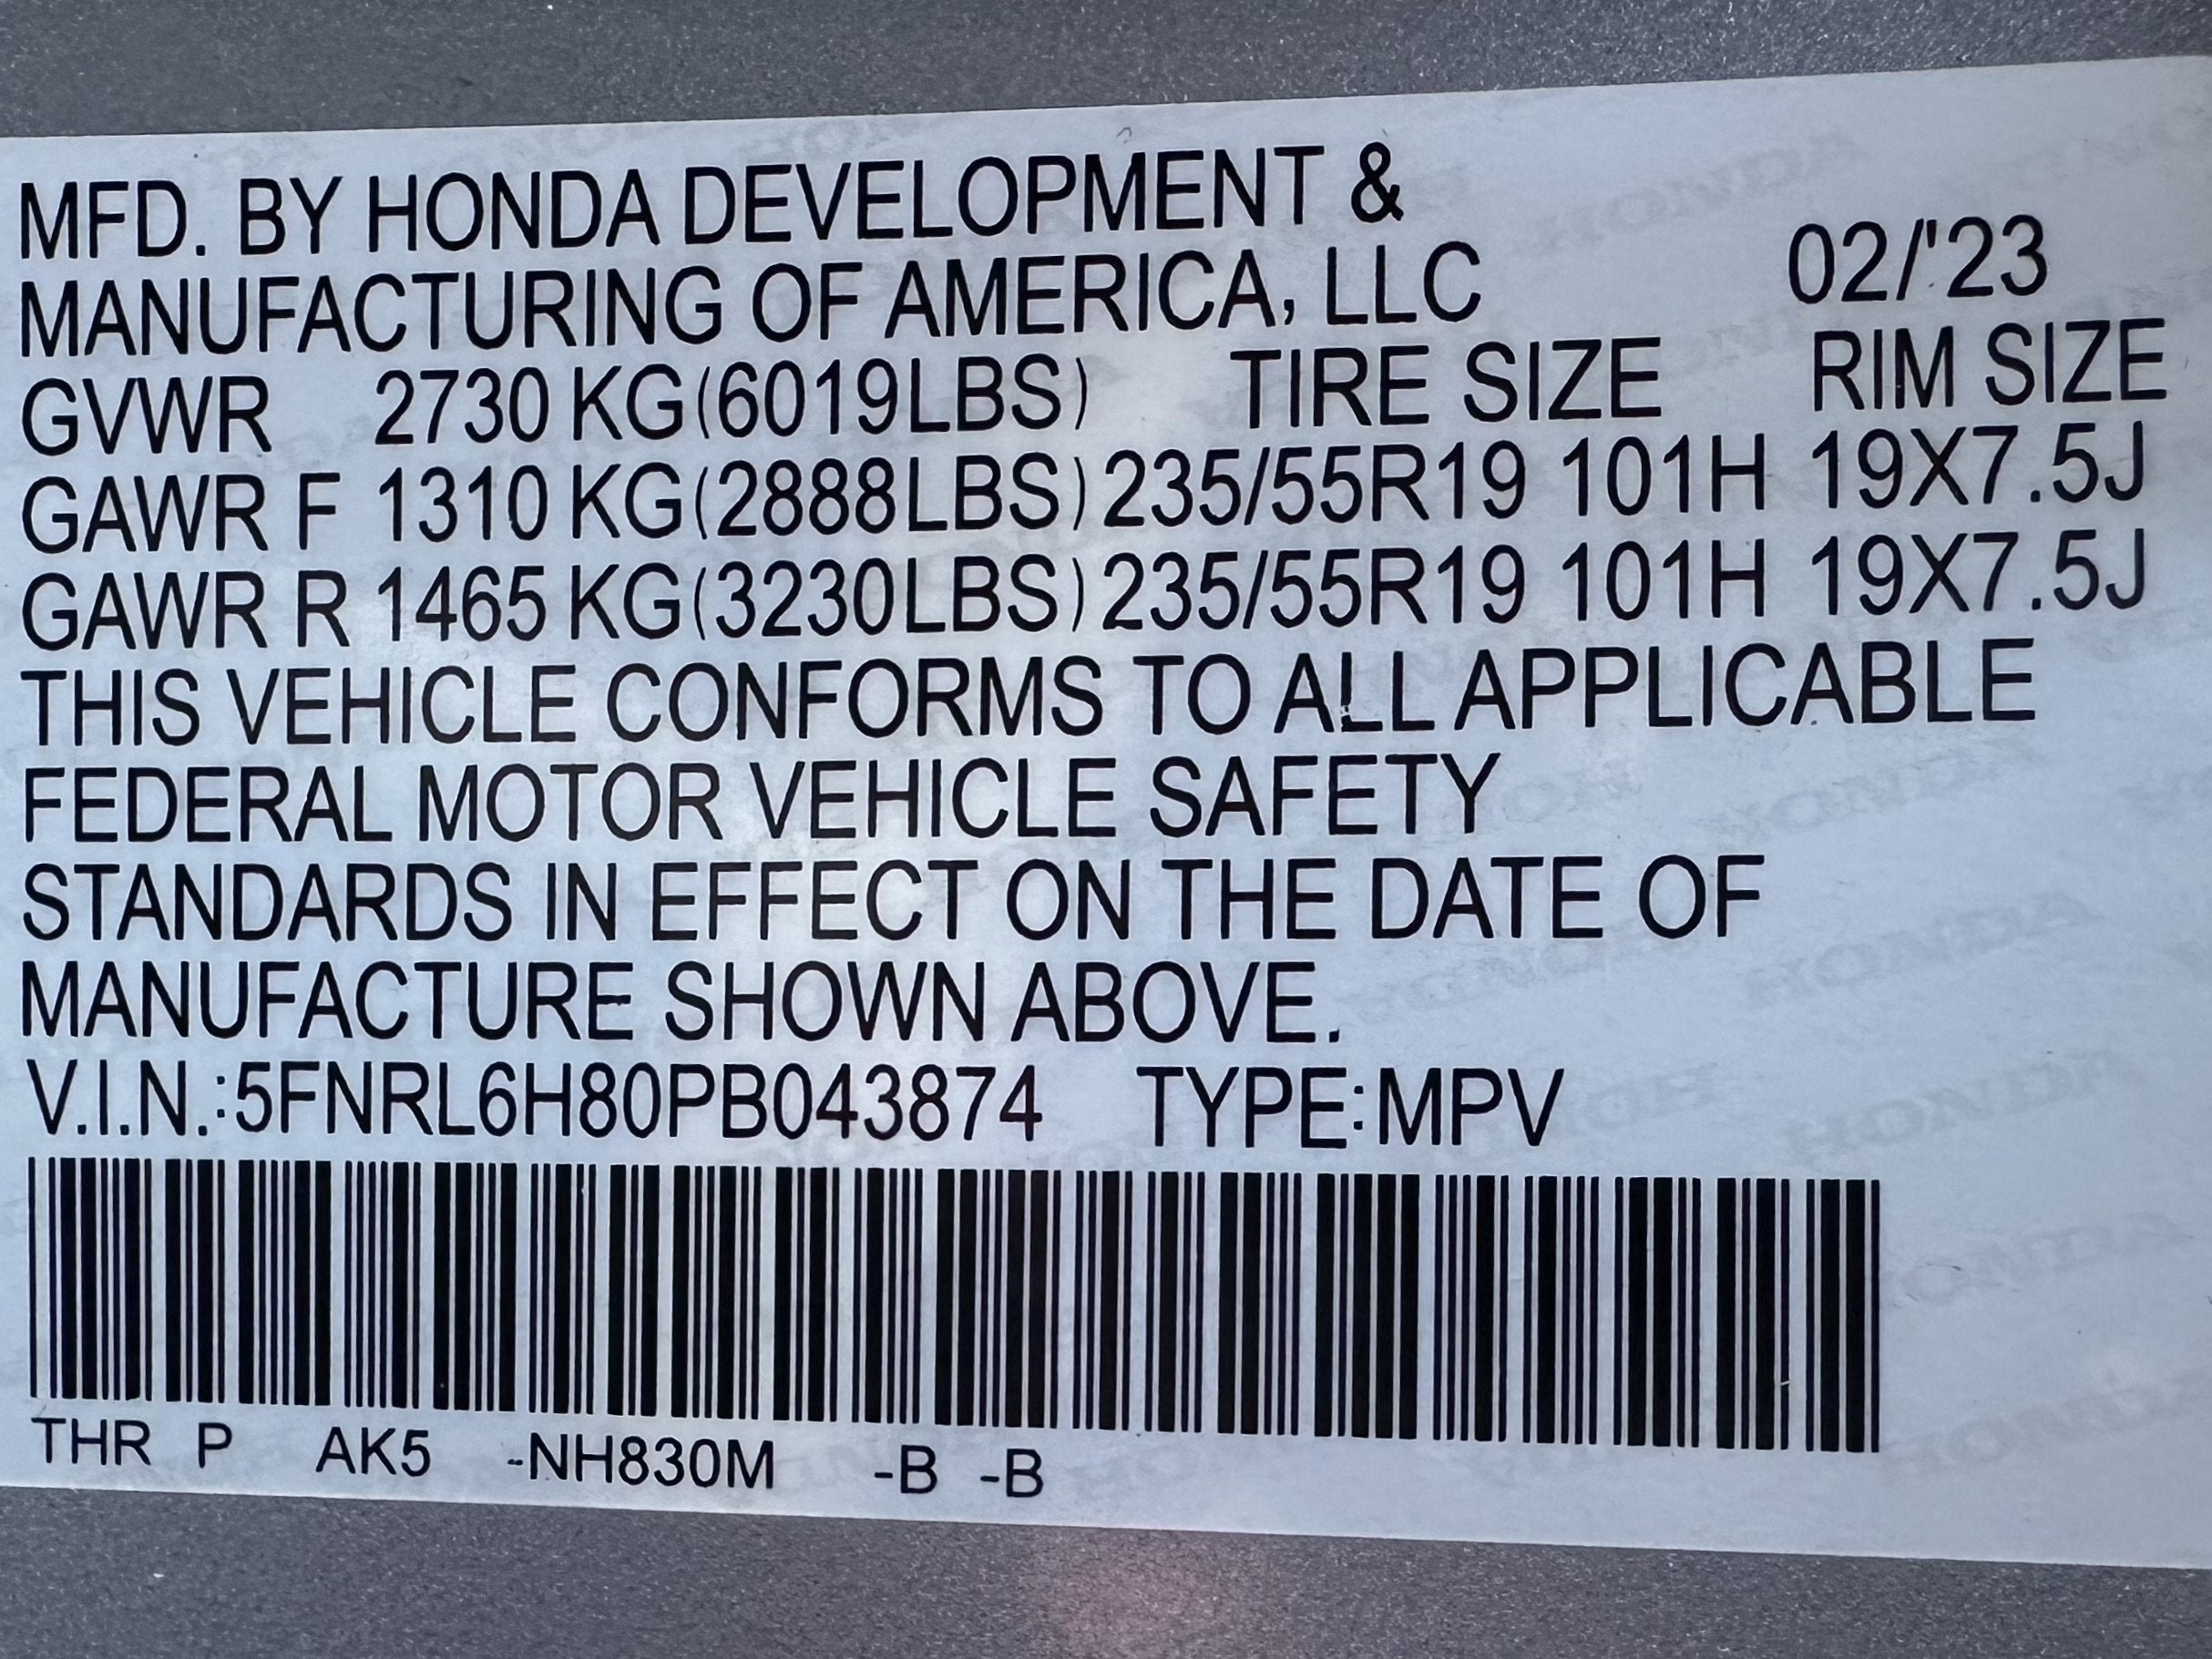 MFD. BY HONDA DEVELOPMENT &
MANUFACTURING OF AMERICA, LLC 02/'23
GVWR 2730 KG(6019LBS) TIRE SIZE RIM SIZE
GAWR F 1310 KG(2888LBS) 235/55R19 101H 19X7.5J
GAWR R 1465 KG(3230LBS) 235/55R19 101H 19X7.5J
THIS VEHICLE CONFORMS TO ALL APPLICABLE
FEDERAL MOTOR VEHICLE SAFETY
STANDARDS IN EFFECT ON THE DATE OF
MANUFACTURE SHOWN ABOVE.
V.I.N.:5FNRL6H80PB043874 TYPE:MPV
THR P AK5 -NH830M -B -B